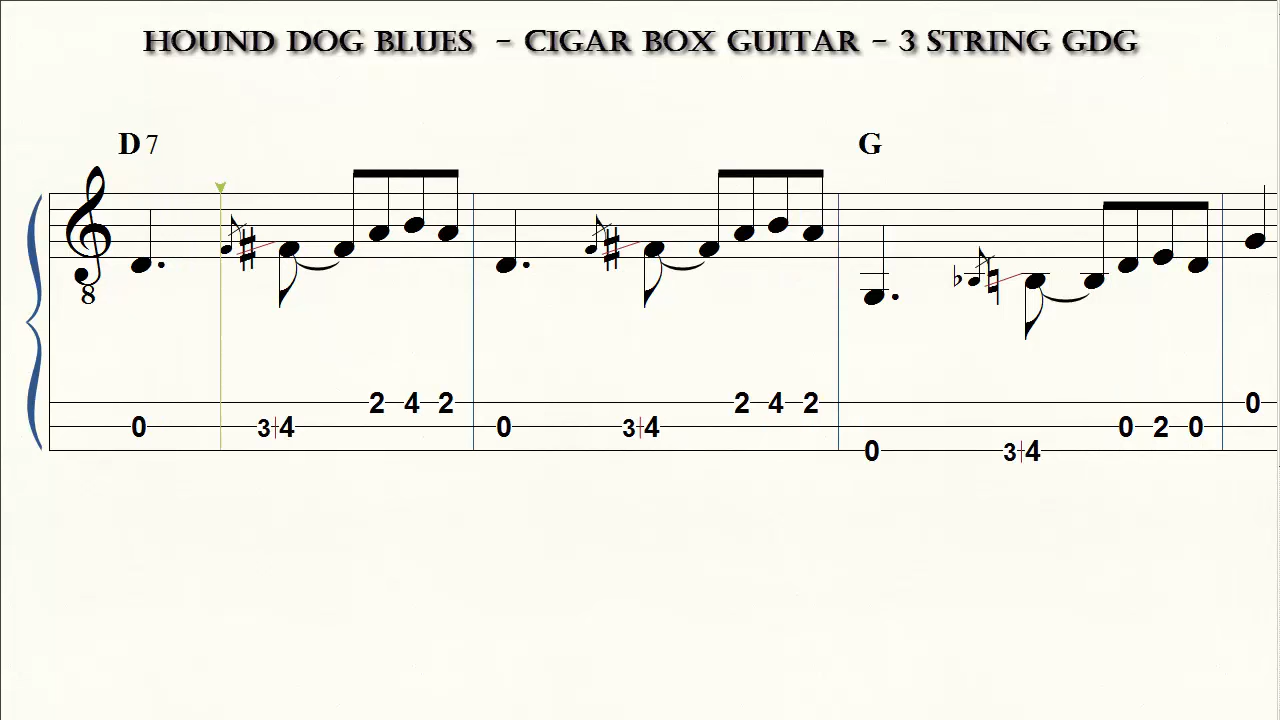 HOUND DOG BLUES - CIGAR BOX GUITAR - 3 STRING GDG
D7 G
8
2 4 2 2 4 2 0
0 3 4 0 3 4 0 2 0
0 3 4